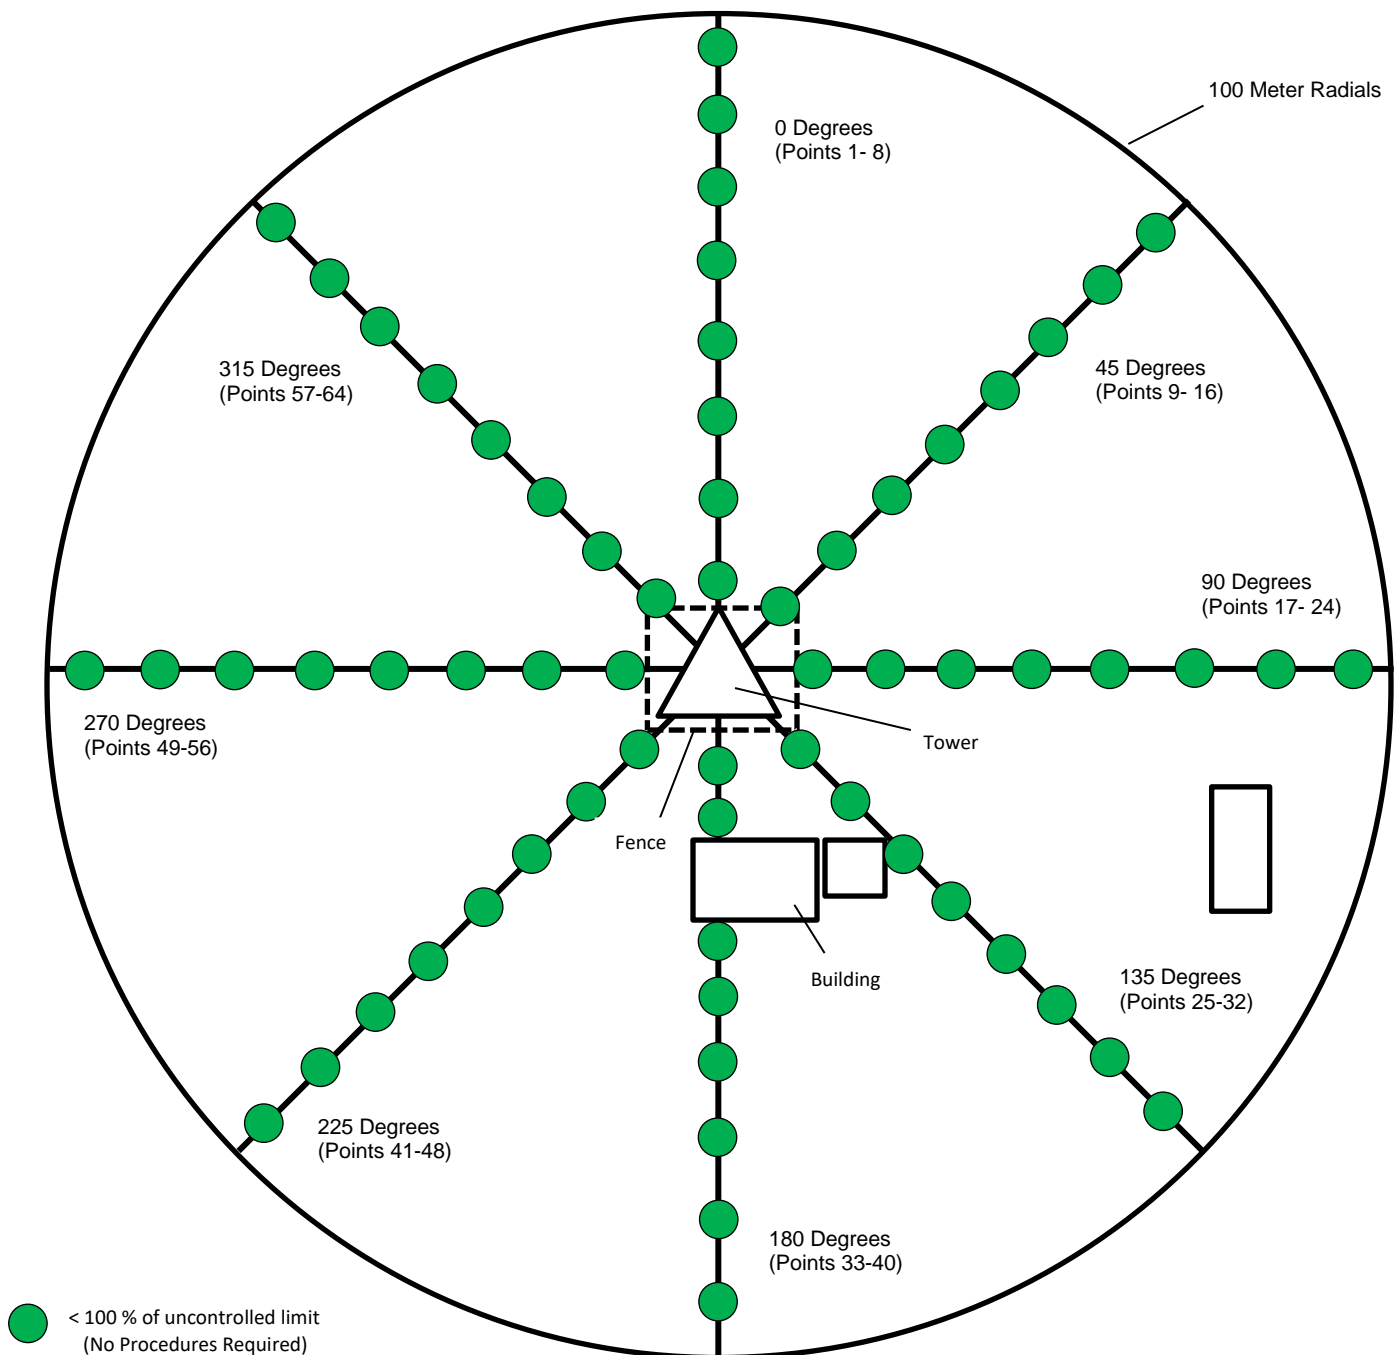 100 Meter Radials
0 Degrees
(Points 1- 8)
315 Degrees
(Points 57-64)
45 Degrees
(Points 9- 16)
90 Degrees
(Points 17- 24)
270 Degrees
(Points 49-56)
Tower
Fence
Building
135 Degrees
(Points 25-32)
225 Degrees
(Points 41-48)
180 Degrees
(Points 33-40)
< 100 % of uncontrolled limit
(No Procedures Required)